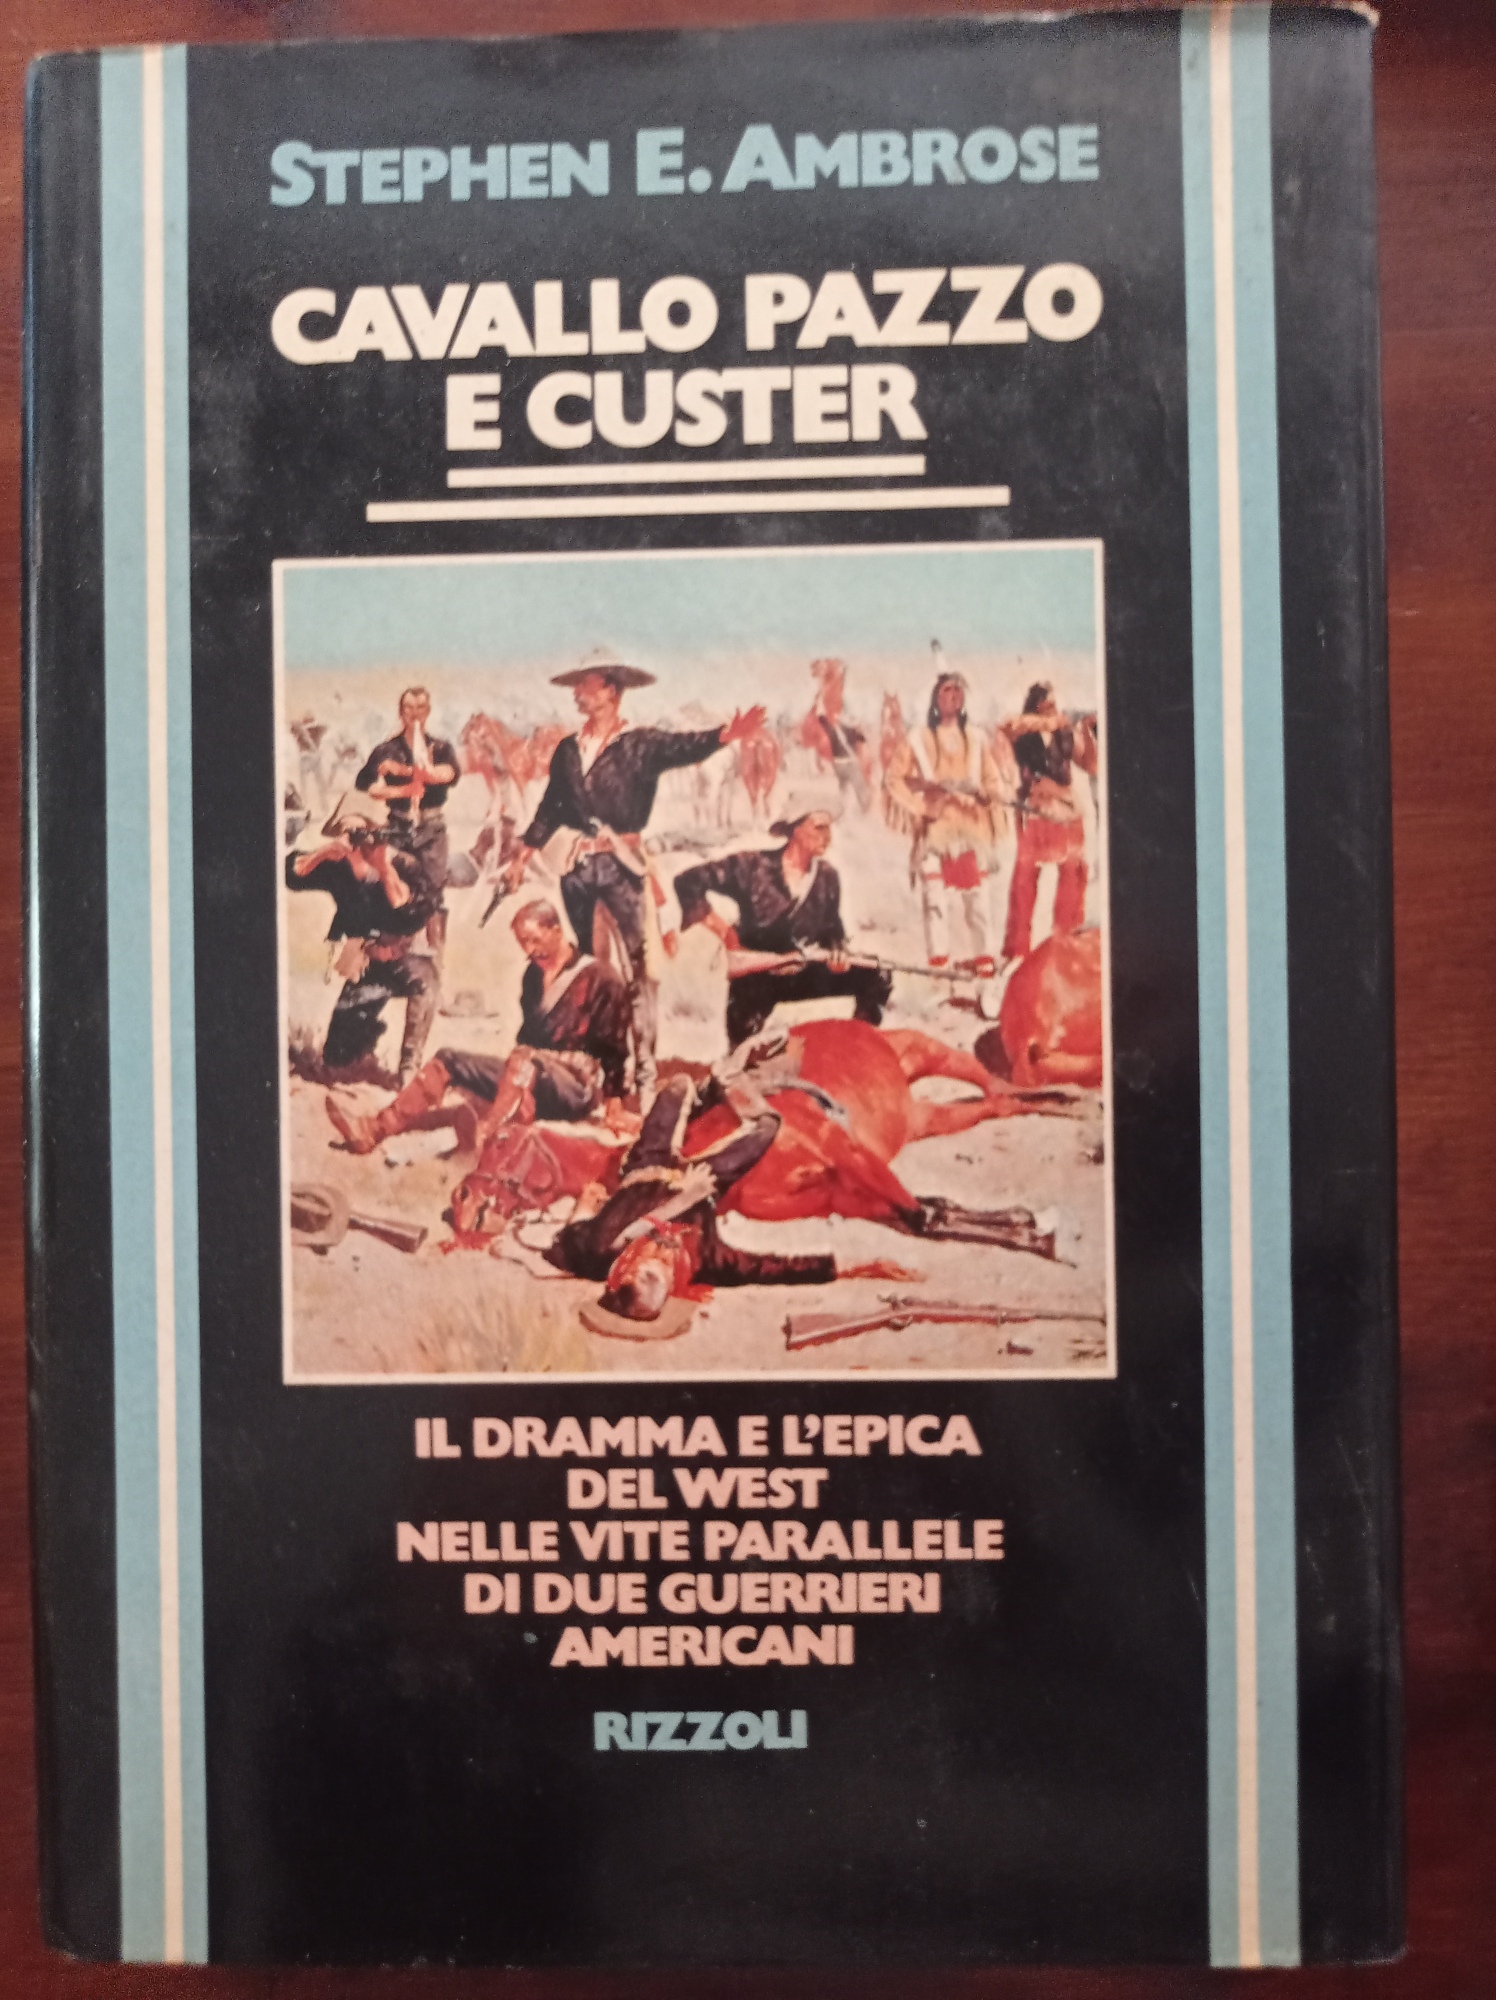 STEPHEN E. AMBROSE
CAVALLO PAZZO
E CUSTER
IL DRAMMA E L'EPICA
DEL WEST
NELLE VITE PARALLELE
DI DUE GUERRIERI
AMERICANI
RIZZOLI